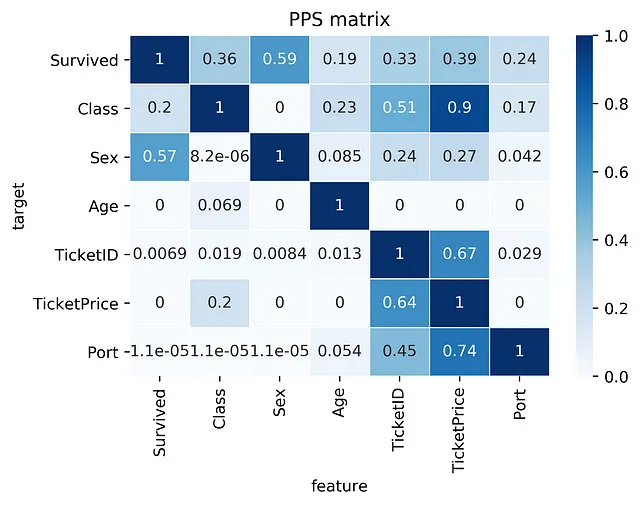 PPS matrix
Survived 1 0.36 0.59 0.19 0.33 0.39 0.24
Class 0.2 1 0 0.23 0.51 0.9 0.17
Sex 0.57 8.2e-06 1 0.085 0.24 0.27 0.042
Age 0 0.069 1 0 0 0
TicketID 0.0069 0.019 0.0084 0.013 1 0.67 0.029
TicketPrice 0 0.2 0 0 0.64 1 0
Port -1.1e-05 1.1e-05 1.1e-05 0.054 0.45 0.74 1
target
Survived Class Sex Age TicketID TicketPrice Port
feature
1.0
0.8
0.6
0.4
0.2
0.0